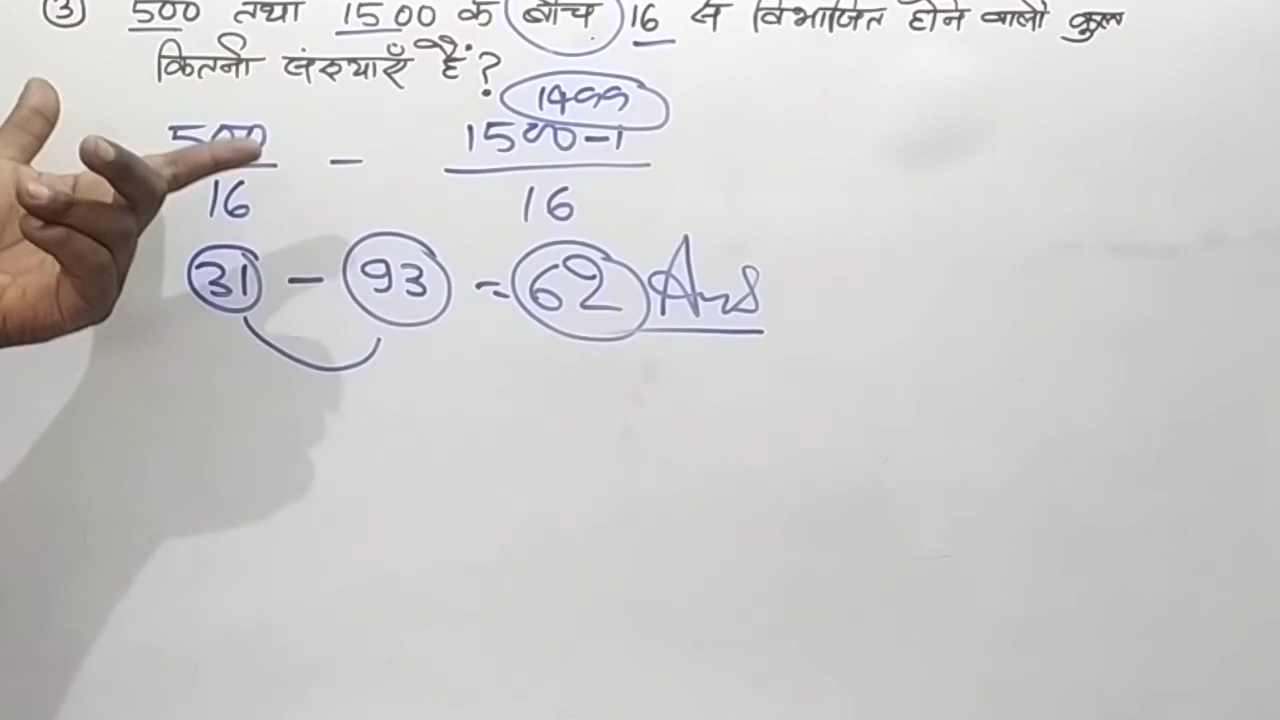 ③ 500 तथा 1500 के बीच 16 से विभाजित होने वाली कुल
कितनी संख्याएँ हैं?
1499
500 - 1500-1
16 16
31 - 93 = 62 Ans